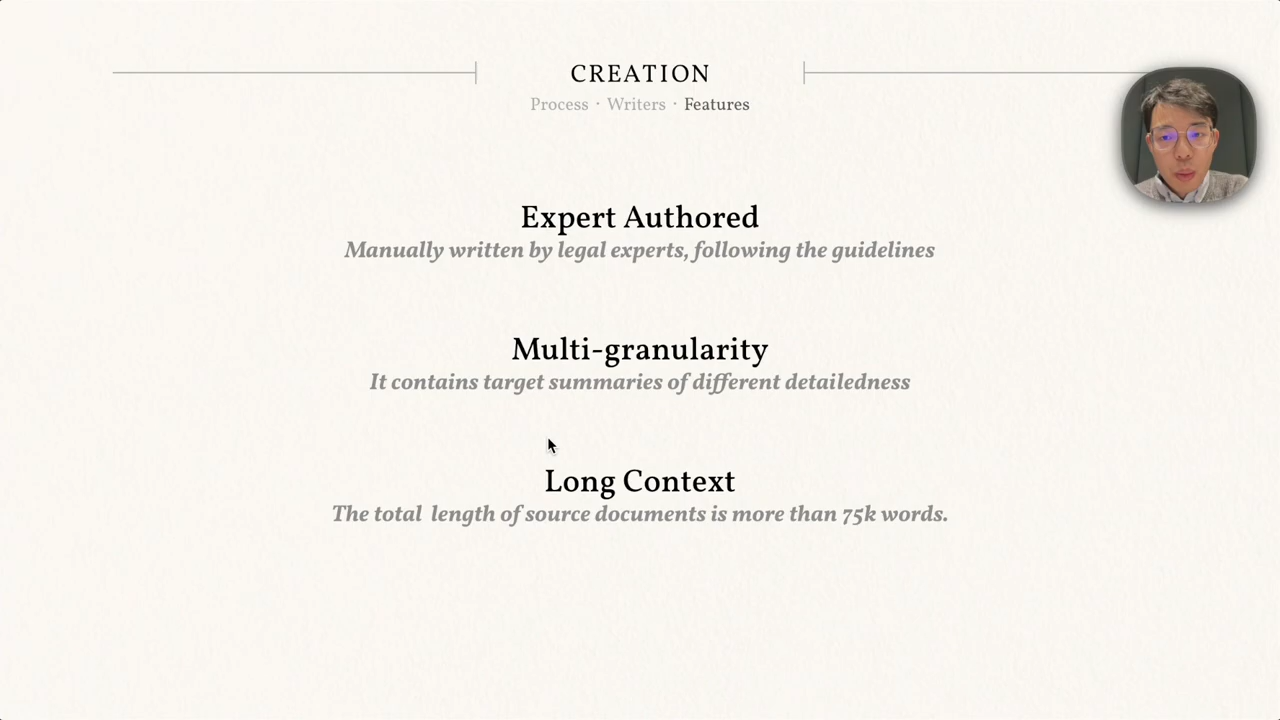 CREATION
Process · Writers · Features
Expert Authored
Manually written by legal experts, following the guidelines
Multi-granularity
It contains target summaries of different detailedness
Long Context
The total length of source documents is more than 75k words.